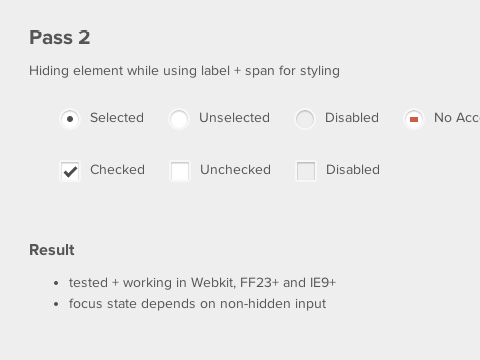 Pass 2
Hiding element while using label + span for styling
Selected Unselected Disabled No Acc
Checked Unchecked Disabled
Result
• tested + working in Webkit, FF23+ and IE9+
• focus state depends on non-hidden input